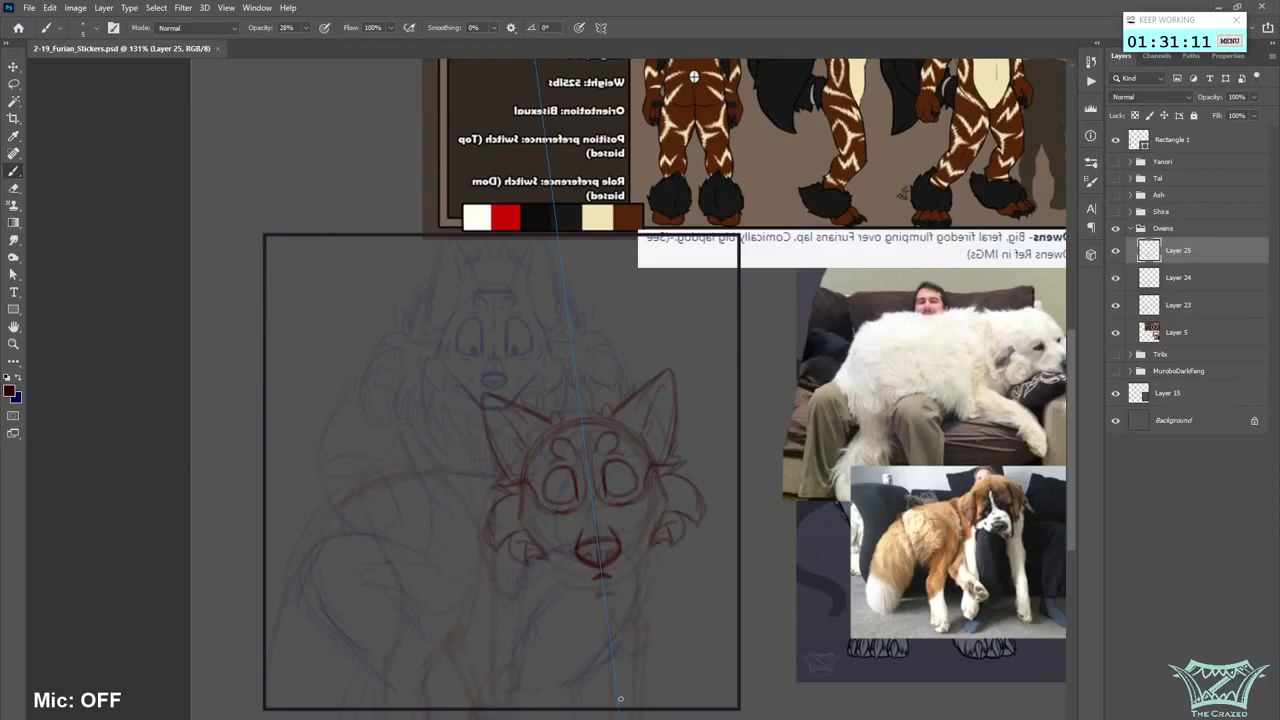 File Edit Image Layer Type Select Filter 3D View Window Help
Mode: Normal Opacity: 28% Flow: 100% Smoothing: 0% 0°
2-19_Furian_Stickers.psd @ 131% (Layer 25, RGB/8)
KEEP WORKING
01:31:11 MENU
Layers Channels Paths Properties
Kind
Normal Opacity: 100%
Lock: Fill: 100%
Rectangle 1
Yanori
Tal
Ash
Shira
Owens
Layer 25
Layer 24
Layer 23
Layer 5
Tirlix
MuroboDarkFang
Layer 15
Background
Weight: 525lbs
Orientation: Bisexual
Position preference: Switch (Top
biased)
Role preference: Switch (Dom)
biased)
Owens- Big, feral firedog flumping over Furians lap. Comically big lapdog.-(See
Owens Ref in IMGs)
Mic: OFF
THE CRAZED